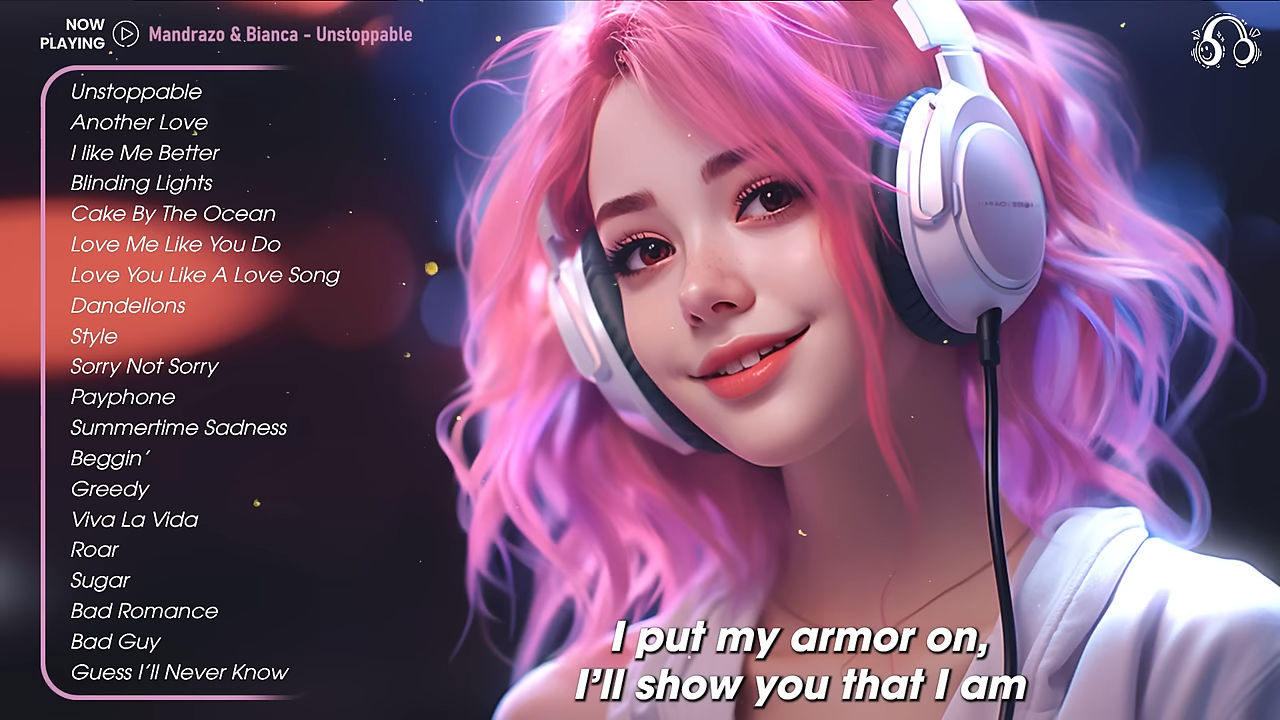 NOW
PLAYING
Mandrazo & Bianca - Unstoppable
Unstoppable
Another Love
I like Me Better
Blinding Lights
Cake By The Ocean
Love Me Like You Do
Love You Like A Love Song
Dandelions
Style
Sorry Not Sorry
Payphone
Summertime Sadness
Beggin’
Greedy
Viva La Vida
Roar
Sugar
Bad Romance
Bad Guy
Guess I’ll Never Know
I put my armor on,
I’ll show you that I am